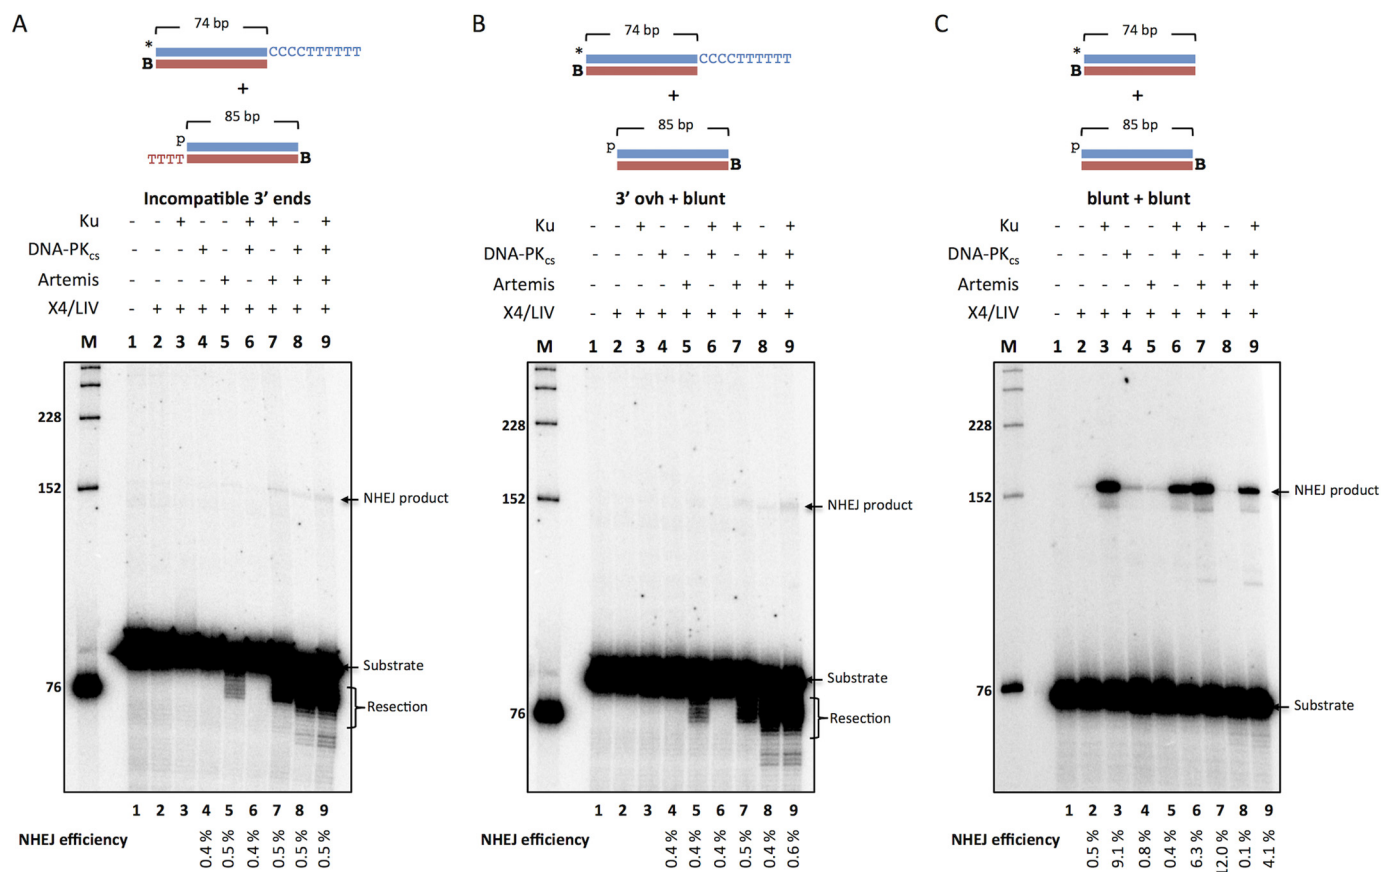 A
74 bp
*
CCCCTTTTTT
B
+
85 bp
p
TTTT
B
Incompatible 3’ ends
Ku - - + - - + + - +
DNA-PKcs - - - + - + - + +
Artemis - - - - + - + + +
X4/LIV - + + + + + + + +
M 1 2 3 4 5 6 7 8 9
228
152
NHEJ product
Substrate
76
Resection
1 2 3 4 5 6 7 8 9
NHEJ efficiency 0.4 % 0.5 % 0.4 % 0.5 % 0.5 % 0.5 %
B
74 bp
*
CCCCTTTTTT
B
+
85 bp
p
B
3’ ovh + blunt
Ku - - + - - + + - +
DNA-PKcs - - - + - + - + +
Artemis - - - - + - + + +
X4/LIV - + + + + + + + +
M 1 2 3 4 5 6 7 8 9
228
152
NHEJ product
Substrate
76
Resection
1 2 3 4 5 6 7 8 9
NHEJ efficiency 0.4 % 0.4 % 0.4 % 0.5 % 0.4 % 0.6 %
C
74 bp
*
B
+
85 bp
p
B
blunt + blunt
Ku - - + - - + + - +
DNA-PKcs - - - + - + - + +
Artemis - - - - + - + + +
X4/LIV - + + + + + + + +
M 1 2 3 4 5 6 7 8 9
228
152
NHEJ product
76
Substrate
1 2 3 4 5 6 7 8 9
NHEJ efficiency 0.5 % 9.1 % 0.8 % 0.4 % 6.3 % 12.0 % 0.1 % 4.1 %